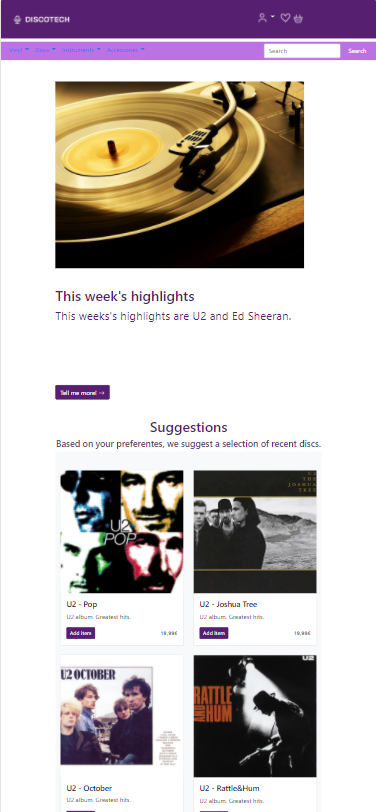 DISCOTECH
Vinyl Discs Instruments Accessories Search Search
This week's highlights
This weeks's highlights are U2 and Ed Sheeran.
Tell me more! →
Suggestions
Based on your preferentes, we suggest a selection of recent discs.
U2
POP
THE
JOSHUA
TREE
U2 - Pop
U2 album. Greatest hits.
Add item 19,99€
U2 - Joshua Tree
U2 album. Greatest hits.
Add item 19,99€
U2 OCTOBER
U2
RATTLE
AND
HUM
U2 - October
U2 album. Greatest hits.
U2 - Rattle&Hum
U2 album. Greatest hits.